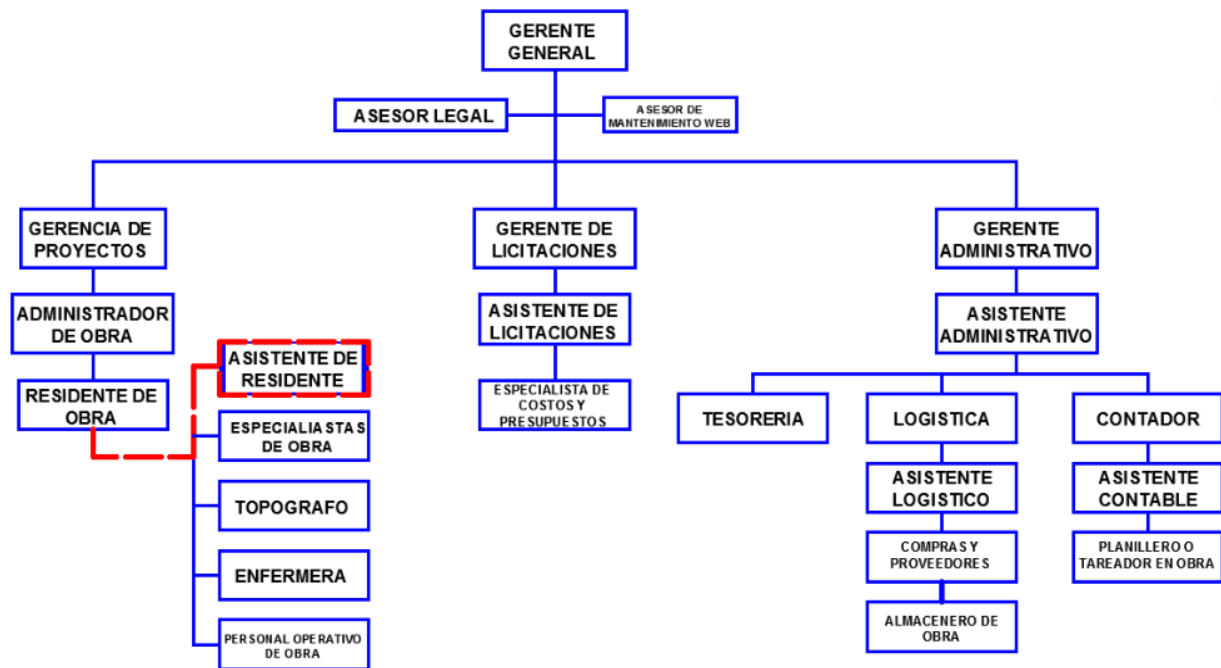 GERENTE
GENERAL
ASESOR LEGAL
ASESOR DE
MANTENIMIENTO WEB
GERENCIA DE
PROYECTOS
GERENTE DE
LICITACIONES
GERENTE
ADMINISTRATIVO
ADMINISTRADOR
DE OBRA
ASISTENTE DE
LICITACIONES
ASISTENTE
ADMINISTRATIVO
RESIDENTE DE
OBRA
ASISTENTE DE
RESIDENTE
ESPECIALIASTAS
DE OBRA
TOPOGRAFO
ENFERMERA
PERSONAL OPERATIVO
DE OBRA
ESPECIALISTA DE
COSTOS Y
PRESUPUESTOS
TESORERIA
LOGISTICA
CONTADOR
ASISTENTE
LOGISTICO
ASISTENTE
CONTABLE
COMPRAS Y
PROVEEDORES
PLANILLERO O
TAREADOR EN OBRA
ALMACENERO DE
OBRA